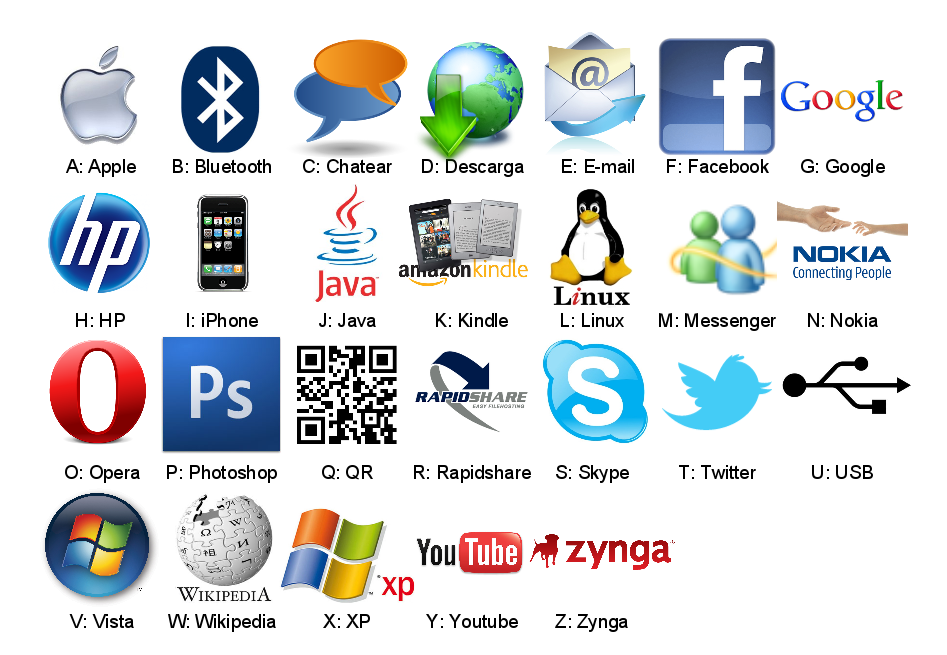 @
f
Google
A: Apple
B: Bluetooth
C: Chatear
D: Descarga
E: E-mail
F: Facebook
G: Google
hp
Java
amazonkindle
Linux
NOKIA
Connecting People
H: HP
I: iPhone
J: Java
K: Kindle
L: Linux
M: Messenger
N: Nokia
O
Ps
RAPIDSHARE
EASY FILEHOSTING
S
O: Opera
P: Photoshop
Q: QR
R: Rapidshare
S: Skype
T: Twitter
U: USB
WIKIPEDIA
xp
YouTube
zynga
V: Vista
W: Wikipedia
X: XP
Y: Youtube
Z: Zynga